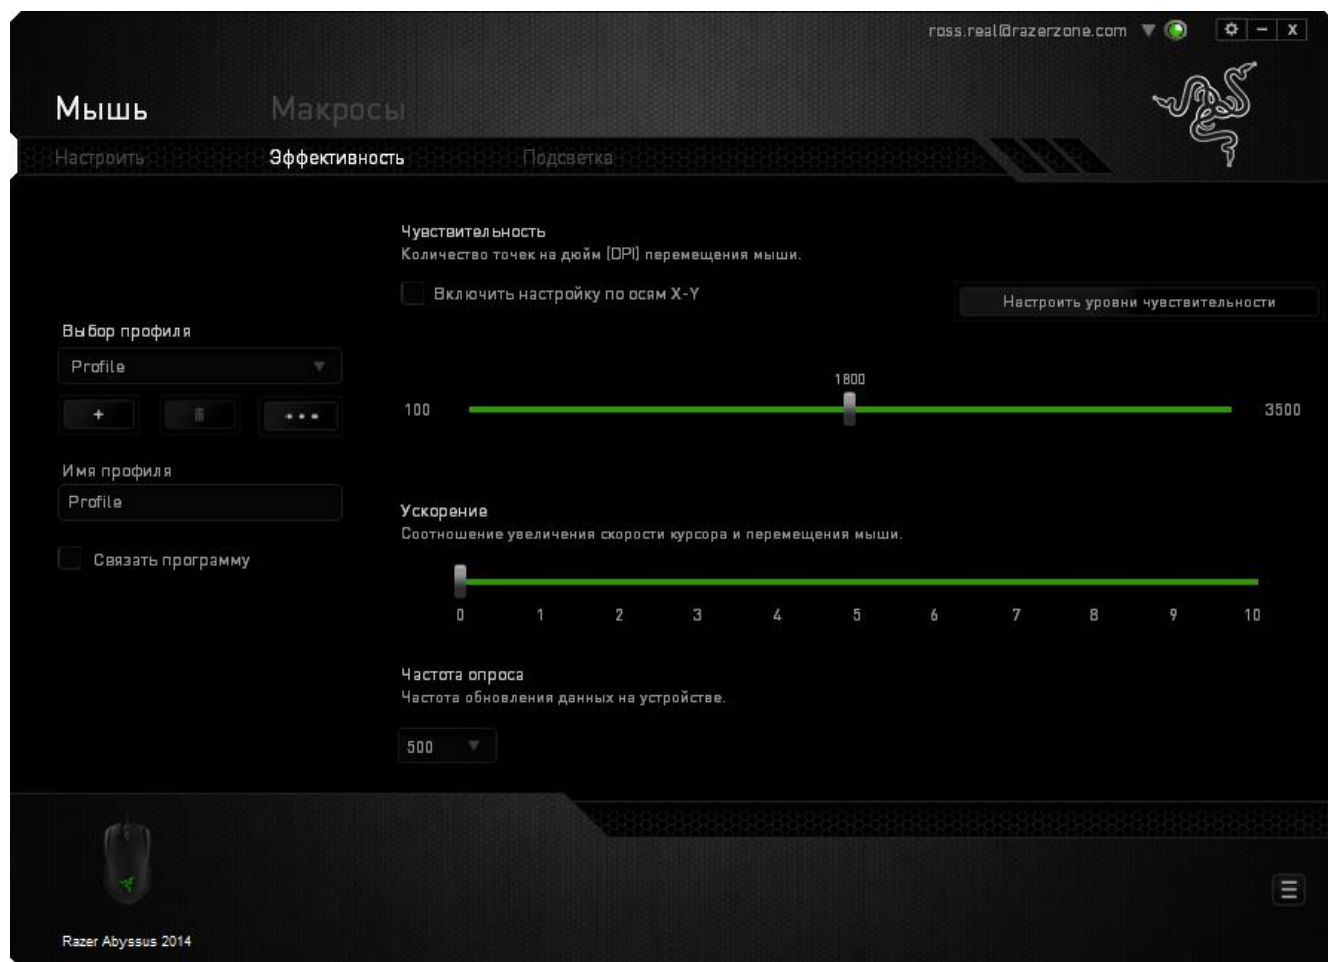 ross.real@razerzone.com
Мышь
Макросы
Настроить
Эффективность
Подсветка
Чувствительность
Количество точек на дюйм (DPI) перемещения мыши.
Включить настройку по осям X-Y
Настроить уровни чувствительности
Выбор профиля
Profile
1800
100
3500
Имя профиля
Profile
Связать программу
Ускорение
Соотношение увеличения скорости курсора и перемещения мыши.
0 1 2 3 4 5 6 7 8 9 10
Частота опроса
Частота обновления данных на устройстве.
500
Razer Abyssus 2014